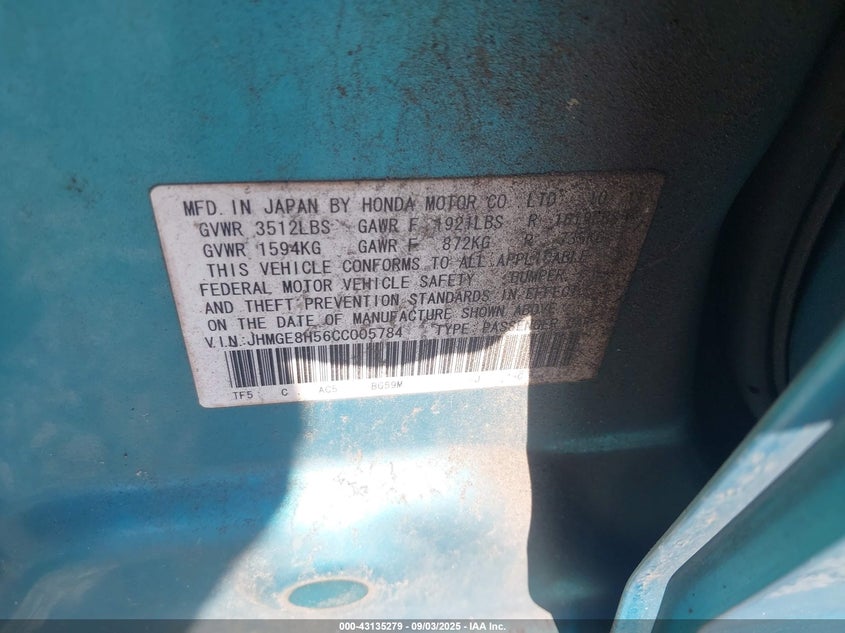 MFD. IN JAPAN BY HONDA MOTOR CO. LTD 10
GVWR 3512LBS GAWR F 1921LBS R
GVWR 1594KG GAWR F 872KG R
THIS VEHICLE CONFORMS TO ALL APPLICABLE
FEDERAL MOTOR VEHICLE SAFETY BUMPER
AND THEFT PREVENTION STANDARDS IN EFFECT
ON THE DATE OF MANUFACTURE SHOWN ABOVE
V.I.N: JHMGE8H56CC005784 TYPE: PASSENGER
TF5 C AC5 BG59M
000-43135279 - 09/03/2025 - IAA Inc.